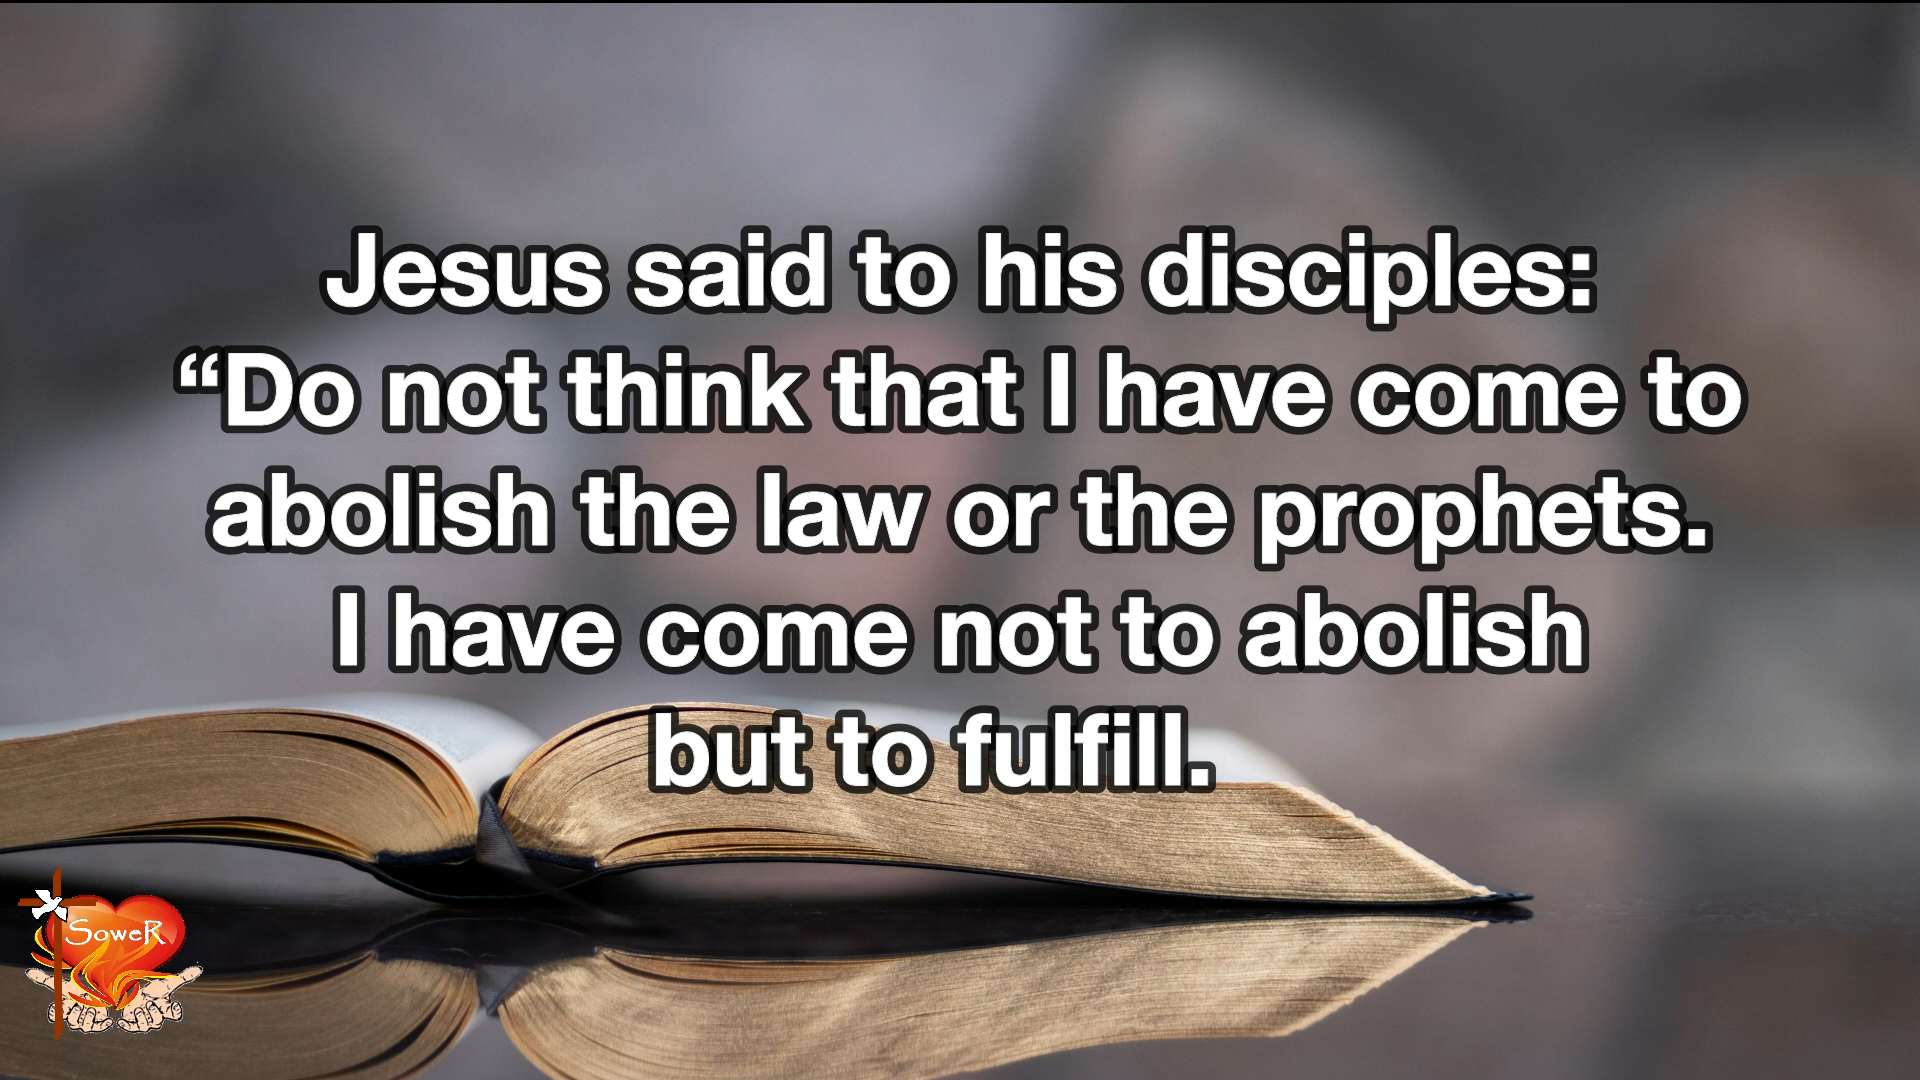 Jesus said to his disciples:
“Do not think that I have come to
abolish the law or the prophets.
I have come not to abolish
but to fulfill.
SoweR